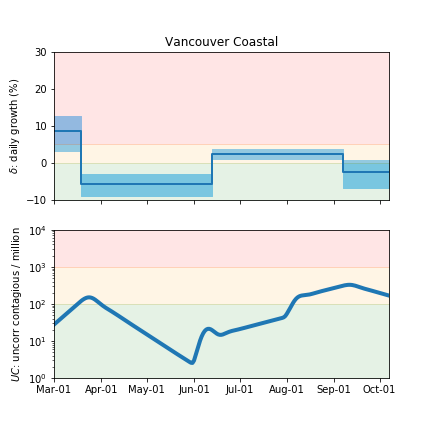 Vancouver Coastal
δ: daily growth (%)
30
20
10
0
−10
UC: uncorr contagious / million
10⁴
10³
10²
10¹
10⁰
Mar-01 Apr-01 May-01 Jun-01 Jul-01 Aug-01 Sep-01 Oct-01